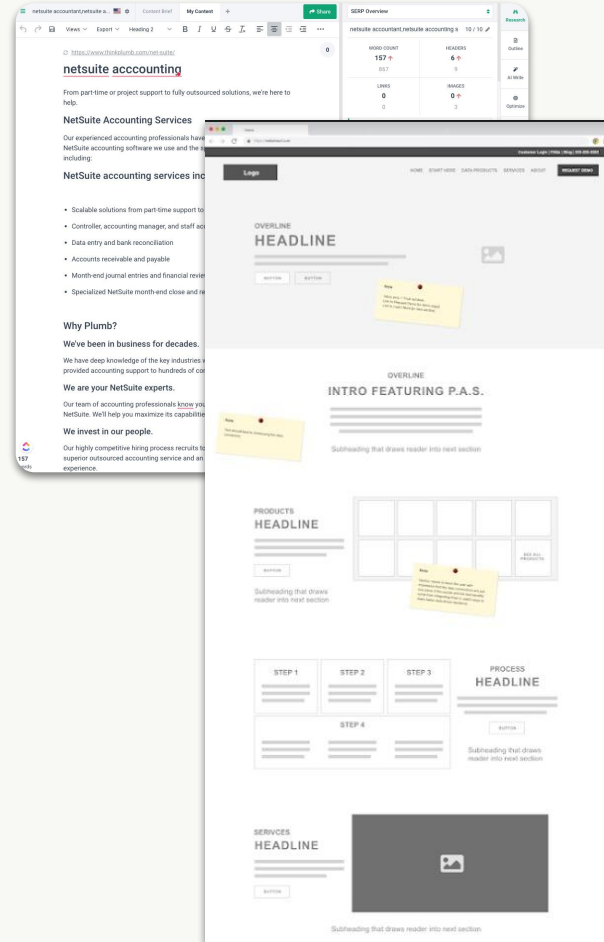 netsuite accountant,netsuite a...
Content Brief
My Content
+
Share
Views
Export
Heading 2
B I U S
https://www.thinkplumb.com/net-suite/
0
netsuite acccounting
From part-time or project support to fully outsourced solutions, we're here to
help.
NetSuite Accounting Services
Our experienced accounting professionals have
NetSuite accounting software we use and the s
including:
NetSuite accounting services inc
• Scalable solutions from part-time support to
• Controller, accounting manager, and staff acc
• Data entry and bank reconciliation
• Accounts receivable and payable
• Month-end journal entries and financial review
• Specialized NetSuite month-end close and re
Why Plumb?
We've been in business for decades.
We have deep knowledge of the key industries w
provided accounting support to hundreds of co
We are your NetSuite experts.
Our team of accounting professionals know you
NetSuite. We'll help you maximize its capabilitie
We invest in our people.
Our highly competitive hiring process recruits to
superior outsourced accounting service and an
experience.
157
words
SERP Overview
netsuite accountant,netsuite accounting s 10 / 10
WORD COUNT
157
857
HEADERS
6
9
LINKS
0
0
IMAGES
0
3
Research
Outline
AI Write
Optimize
Customer Login | FAQs | Blog |
Logo
HOME START HERE DATA PRODUCTS SERVICES ABOUT REQUEST DEMO
OVERLINE
HEADLINE
BUTTON BUTTON
Note
OVERLINE
INTRO FEATURING P.A.S.
Note
Subheading that draws reader into next section
PRODUCTS
HEADLINE
BUTTON
SEE ALL
PRODUCTS
Note
Subheading that draws
reader into next section
STEP 1
STEP 2
STEP 3
STEP 4
PROCESS
HEADLINE
BUTTON
Subheading that draws
reader into next section
SERIVCES
HEADLINE
BUTTON
Subheading that draws reader into next section